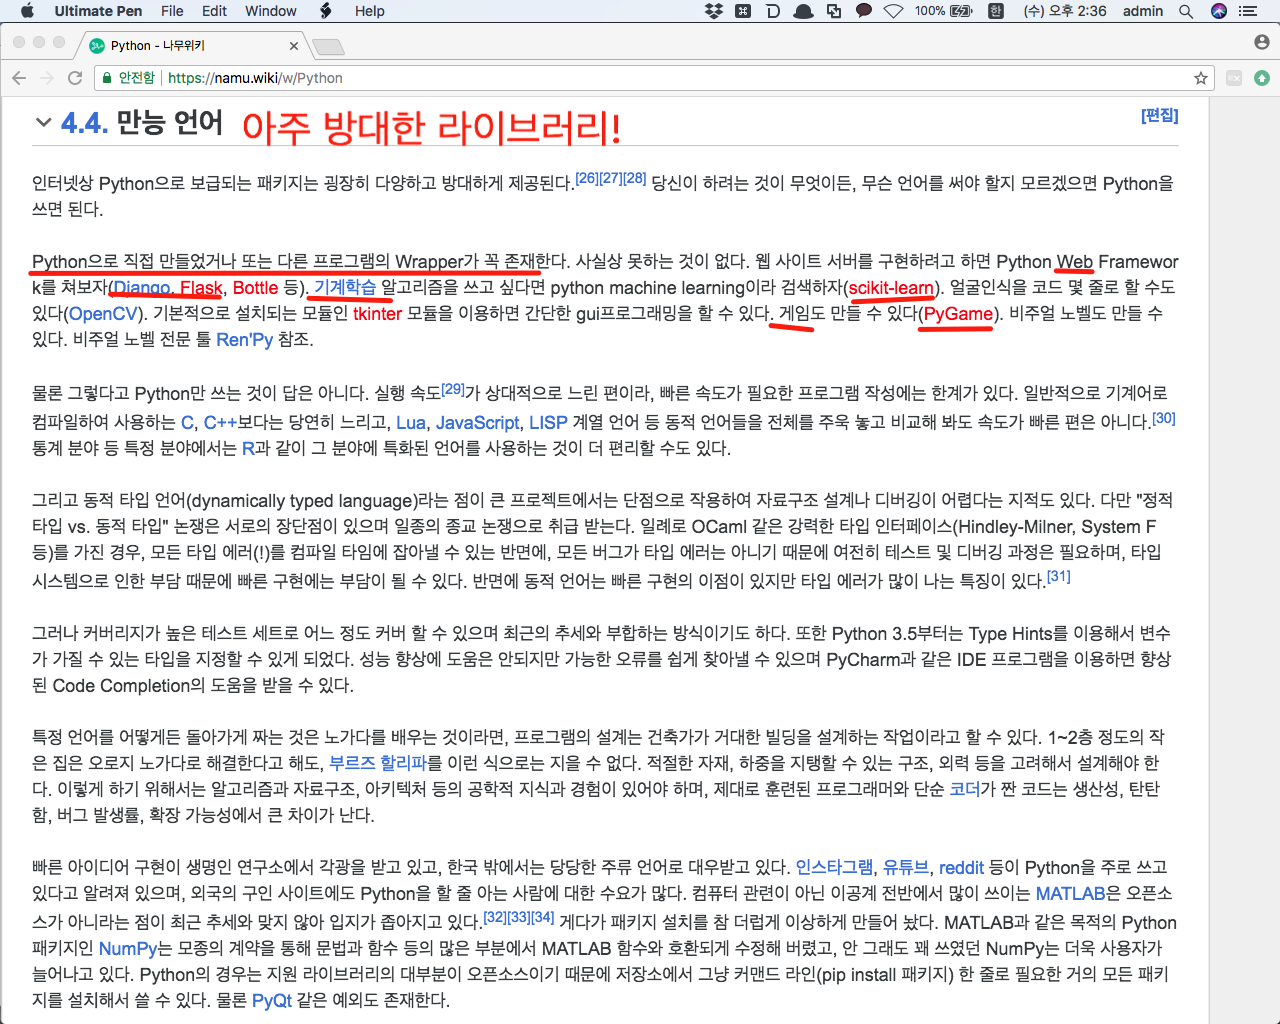 Ultimate Pen File Edit Window Help 100% 한 (수) 오후 2:36 admin
Python - 나무위키
안전함 https://namu.wiki/w/Python
4.4. 만능 언어 아주 방대한 라이브러리! [편집]
인터넷상 Python으로 보급되는 패키지는 굉장히 다양하고 방대하게 제공된다.[26][27][28] 당신이 하려는 것이 무엇이든, 무슨 언어를 써야 할지 모르겠으면 Python을
쓰면 된다.
Python으로 직접 만들었거나 또는 다른 프로그램의 Wrapper가 꼭 존재한다. 사실상 못하는 것이 없다. 웹 사이트 서버를 구현하려고 하면 Python Web Framewor
k를 쳐보자(Django, Flask, Bottle 등). 기계학습 알고리즘을 쓰고 싶다면 python machine learning이라 검색하자(scikit-learn). 얼굴인식을 코드 몇 줄로 할 수도
있다(OpenCV). 기본적으로 설치되는 모듈인 tkinter 모듈을 이용하면 간단한 gui프로그래밍을 할 수 있다. 게임도 만들 수 있다(PyGame). 비주얼 노벨도 만들 수
있다. 비주얼 노벨 전문 툴 Ren'Py 참조.
물론 그렇다고 Python만 쓰는 것이 답은 아니다. 실행 속도[29]가 상대적으로 느린 편이라, 빠른 속도가 필요한 프로그램 작성에는 한계가 있다. 일반적으로 기계어로
컴파일하여 사용하는 C, C++보다는 당연히 느리고, Lua, JavaScript, LISP 계열 언어 등 동적 언어들을 전체를 주욱 놓고 비교해 봐도 속도가 빠른 편은 아니다.[30]
통계 분야 등 특정 분야에서는 R과 같이 그 분야에 특화된 언어를 사용하는 것이 더 편리할 수도 있다.
그리고 동적 타입 언어(dynamically typed language)라는 점이 큰 프로젝트에서는 단점으로 작용하여 자료구조 설계나 디버깅이 어렵다는 지적도 있다. 다만 "정적
타입 vs. 동적 타입" 논쟁은 서로의 장단점이 있으며 일종의 종교 논쟁으로 취급 받는다. 일례로 OCaml 같은 강력한 타입 인터페이스(Hindley-Milner, System F
등)를 가진 경우, 모든 타입 에러(!)를 컴파일 타임에 잡아낼 수 있는 반면에, 모든 버그가 타입 에러는 아니기 때문에 여전히 테스트 및 디버깅 과정은 필요하며, 타입
시스템으로 인한 부담 때문에 빠른 구현에는 부담이 될 수 있다. 반면에 동적 언어는 빠른 구현의 이점이 있지만 타입 에러가 많이 나는 특징이 있다.[31]
그러나 커버리지가 높은 테스트 세트로 어느 정도 커버 할 수 있으며 최근의 추세와 부합하는 방식이기도 하다. 또한 Python 3.5부터는 Type Hints를 이용해서 변수
가 가질 수 있는 타입을 지정할 수 있게 되었다. 성능 향상에 도움은 안되지만 가능한 오류를 쉽게 찾아낼 수 있으며 PyCharm과 같은 IDE 프로그램을 이용하면 향상
된 Code Completion의 도움을 받을 수 있다.
특정 언어를 어떻게든 돌아가게 짜는 것은 노가다를 배우는 것이라면, 프로그램의 설계는 건축가가 거대한 빌딩을 설계하는 작업이라고 할 수 있다. 1~2층 정도의 작
은 집은 오로지 노가다로 해결한다고 해도, 부르즈 할리파를 이런 식으로는 지을 수 없다. 적절한 자재, 하중을 지탱할 수 있는 구조, 외력 등을 고려해서 설계해야 한
다. 이렇게 하기 위해서는 알고리즘과 자료구조, 아키텍처 등의 공학적 지식과 경험이 있어야 하며, 제대로 훈련된 프로그래머와 단순 코더가 짠 코드는 생산성, 탄탄
함, 버그 발생률, 확장 가능성에서 큰 차이가 난다.
빠른 아이디어 구현이 생명인 연구소에서 각광을 받고 있고, 한국 밖에서는 당당한 주류 언어로 대우받고 있다. 인스타그램, 유튜브, reddit 등이 Python을 주로 쓰고
있다고 알려져 있으며, 외국의 구인 사이트에도 Python을 할 줄 아는 사람에 대한 수요가 많다. 컴퓨터 관련이 아닌 이공계 전반에서 많이 쓰이는 MATLAB은 오픈소
스가 아니라는 점이 최근 추세와 맞지 않아 입지가 좁아지고 있다.[32][33][34] 게다가 패키지 설치를 참 더럽게 이상하게 만들어 놨다. MATLAB과 같은 목적의 Python
패키지인 NumPy는 모종의 계약을 통해 문법과 함수 등의 많은 부분에서 MATLAB 함수와 호환되게 수정해 버렸고, 안 그래도 꽤 쓰였던 NumPy는 더욱 사용자가
늘어나고 있다. Python의 경우는 지원 라이브러리의 대부분이 오픈소스이기 때문에 저장소에서 그냥 커맨드 라인(pip install 패키지) 한 줄로 필요한 거의 모든 패키
지를 설치해서 쓸 수 있다. 물론 PyQt 같은 예외도 존재한다.